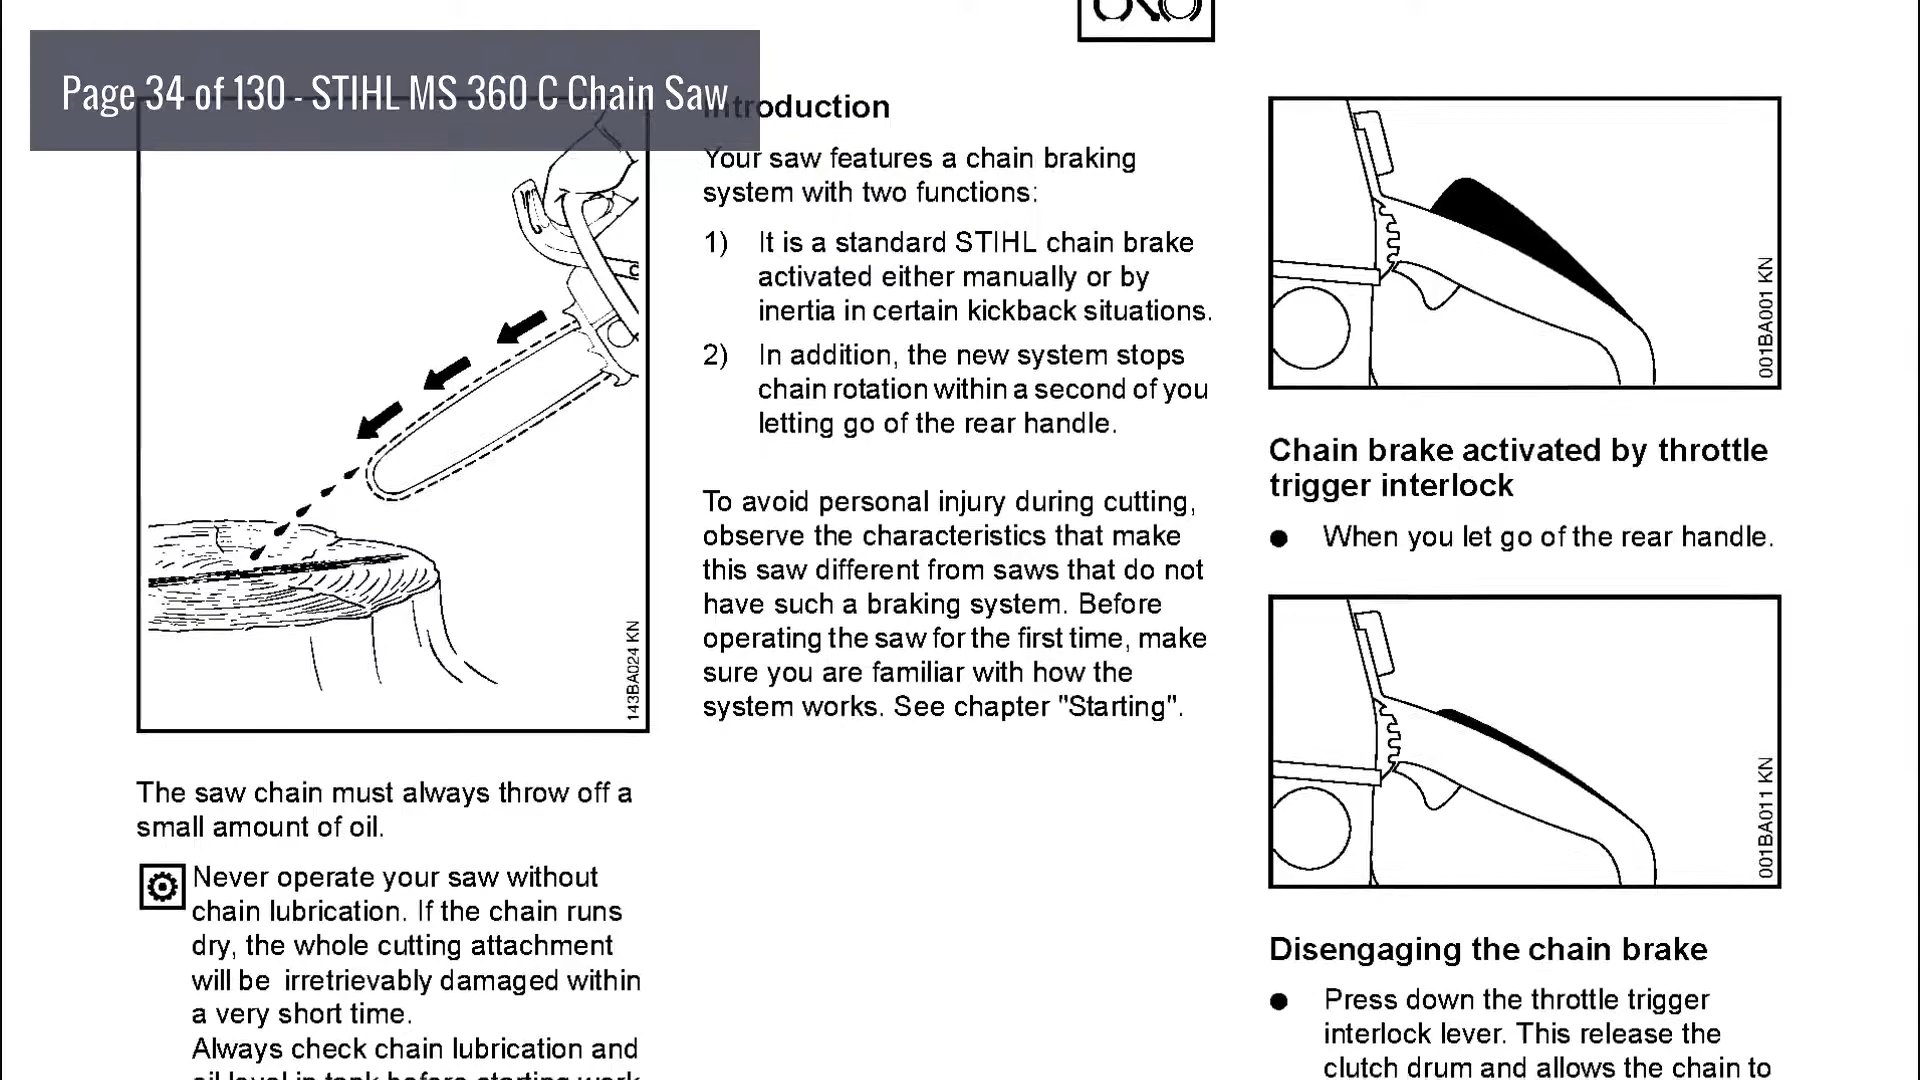 Page 34 of 130 - STIHL MS 360 C Chain Saw
143BA024 KN
The saw chain must always throw off a
small amount of oil.
Never operate your saw without
chain lubrication. If the chain runs
dry, the whole cutting attachment
will be irretrievably damaged within
a very short time.
Always check chain lubrication and
oil level in tank before starting work
Introduction
Your saw features a chain braking
system with two functions:
1) It is a standard STIHL chain brake
activated either manually or by
inertia in certain kickback situations.
2) In addition, the new system stops
chain rotation within a second of you
letting go of the rear handle.
To avoid personal injury during cutting,
observe the characteristics that make
this saw different from saws that do not
have such a braking system. Before
operating the saw for the first time, make
sure you are familiar with how the
system works. See chapter "Starting".
001BA001 KN
Chain brake activated by throttle
trigger interlock
● When you let go of the rear handle.
001BA011 KN
Disengaging the chain brake
● Press down the throttle trigger
interlock lever. This release the
clutch drum and allows the chain to